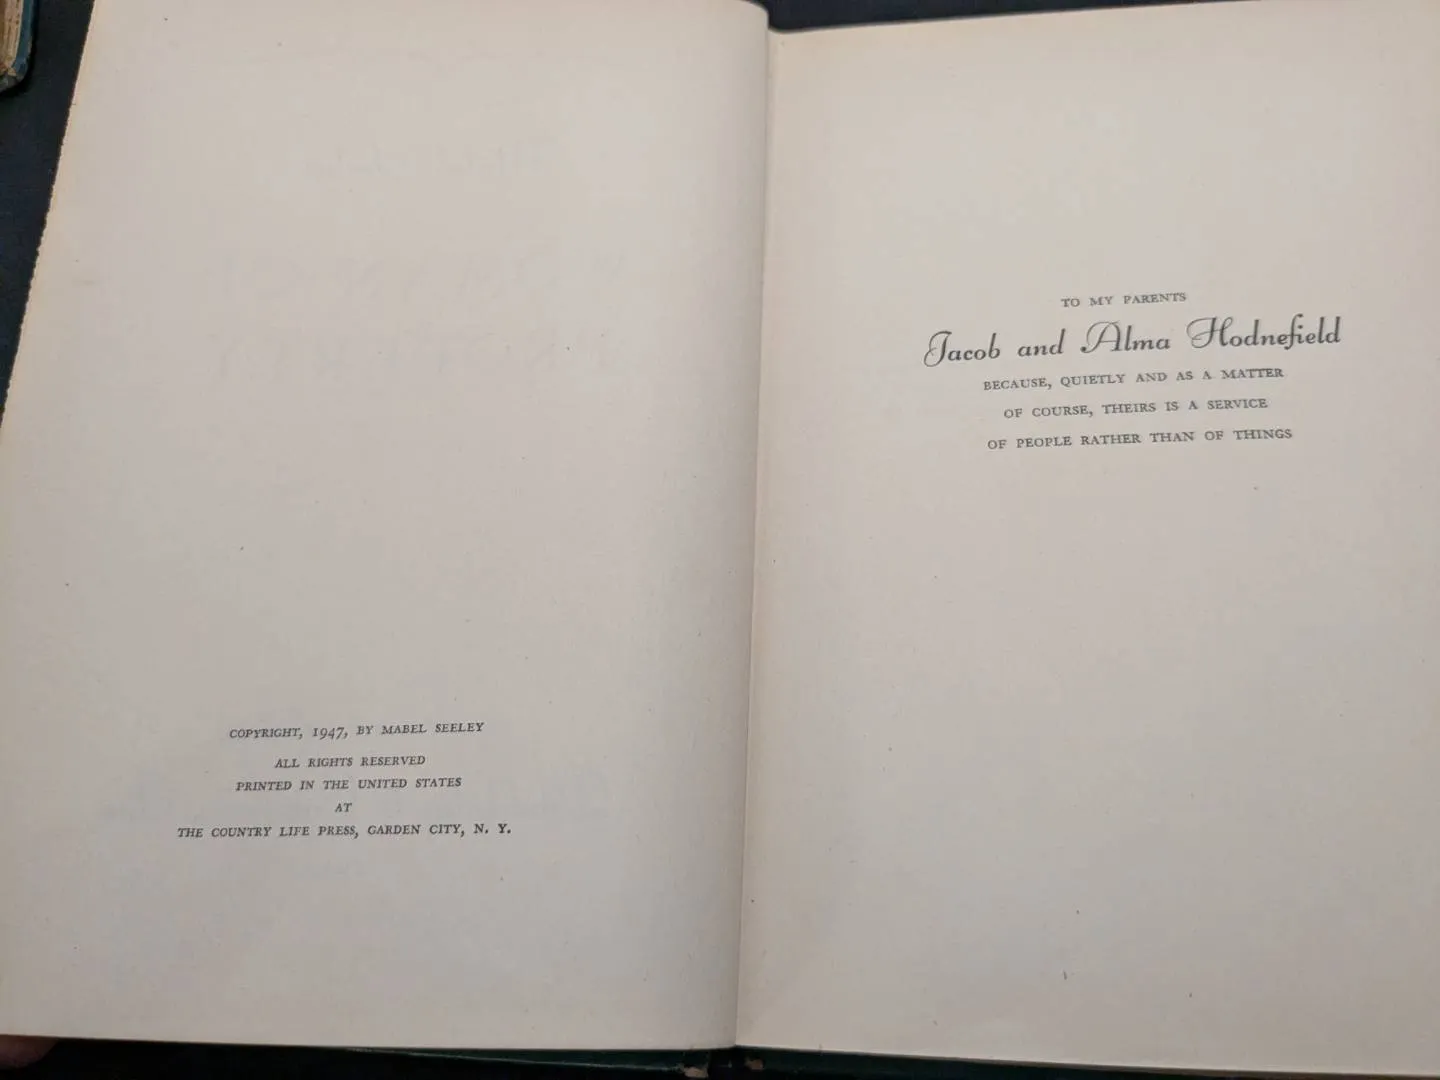 COPYRIGHT, 1947, BY MABEL SEELEY
ALL RIGHTS RESERVED
PRINTED IN THE UNITED STATES
AT
THE COUNTRY LIFE PRESS, GARDEN CITY, N. Y.
TO MY PARENTS
Jacob and Alma Hodnefield
BECAUSE, QUIETLY AND AS A MATTER
OF COURSE, THEIRS IS A SERVICE
OF PEOPLE RATHER THAN OF THINGS